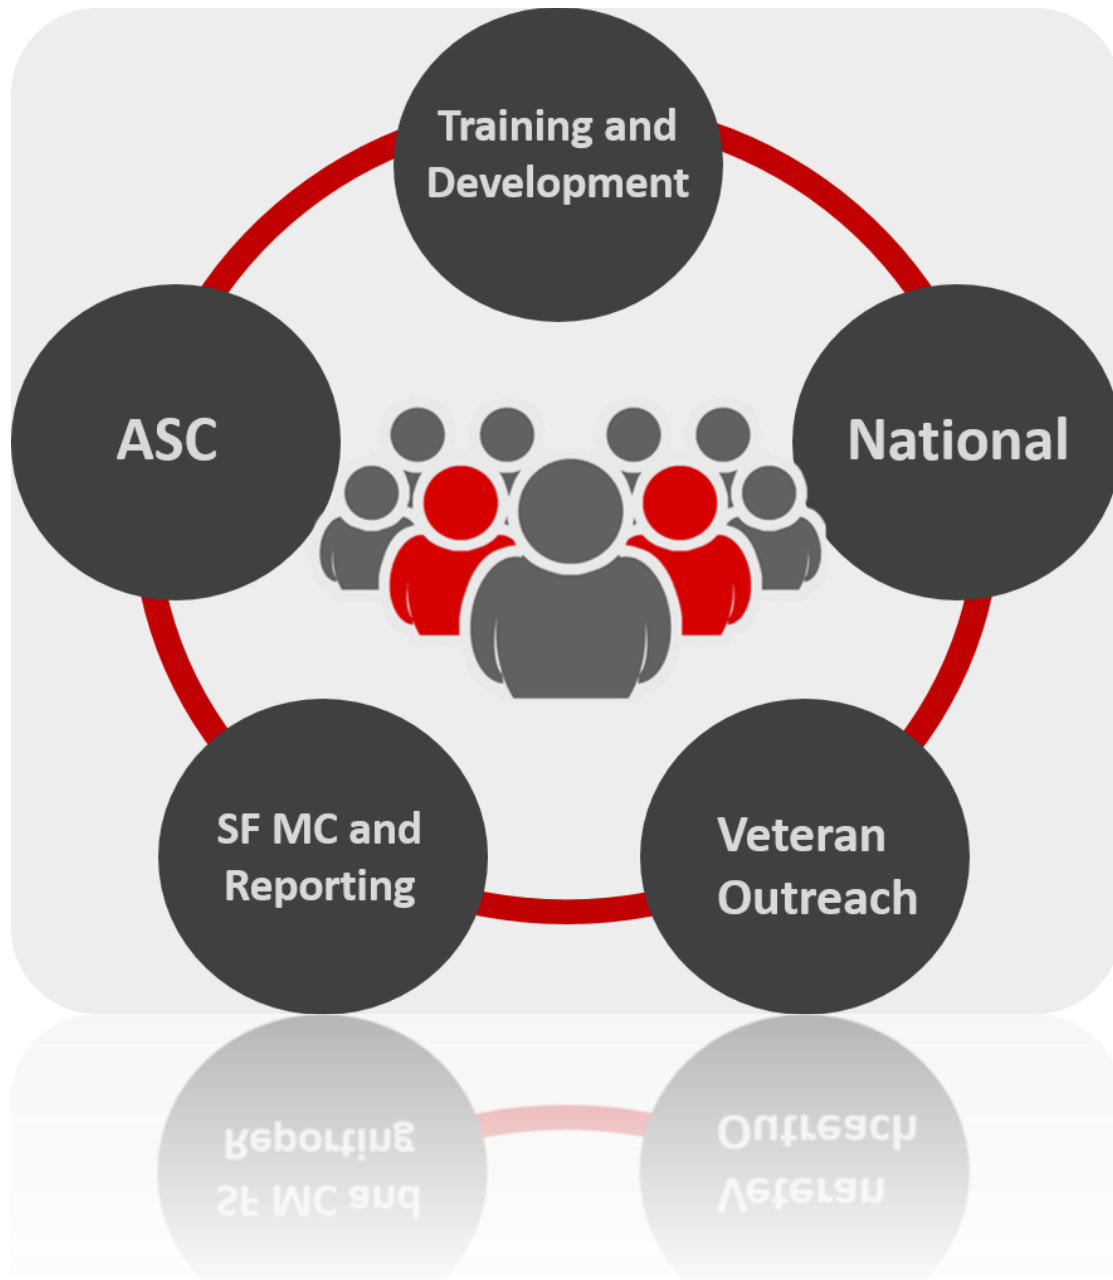 Training and
Development
ASC
National
SF MC and
Reporting
Veteran
Outreach